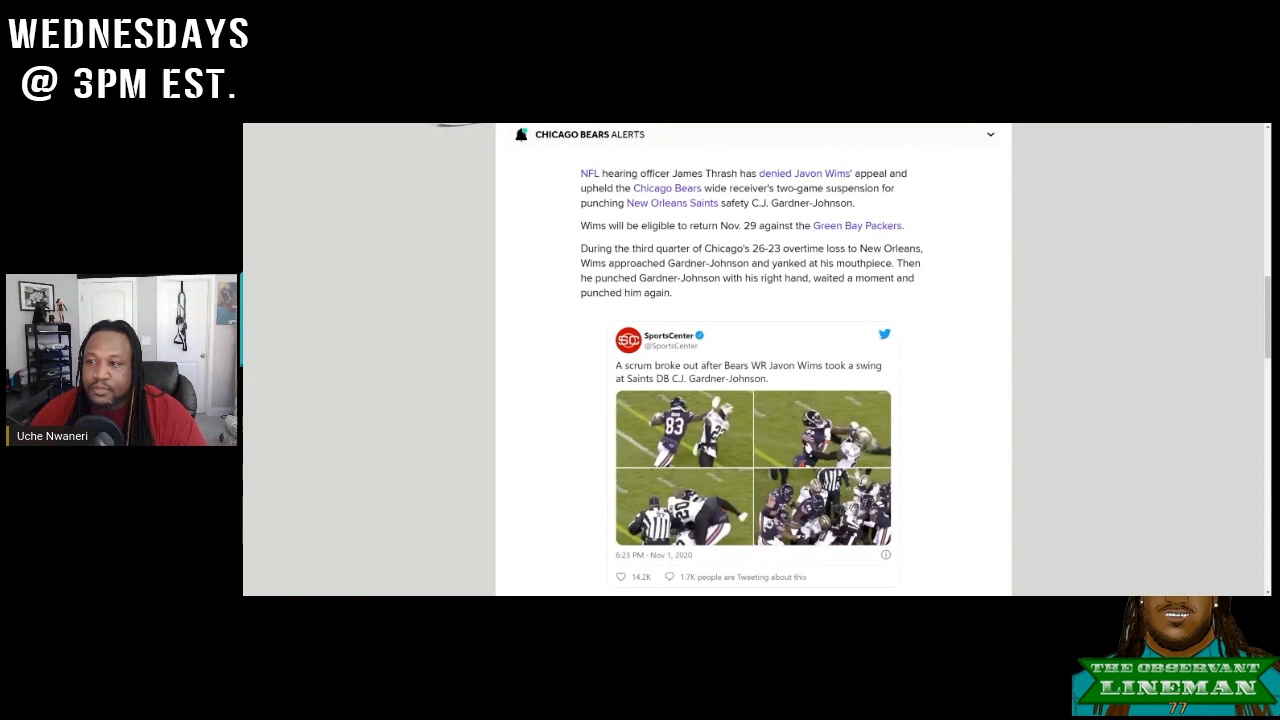 WEDNESDAYS
@ 3PM EST.
CHICAGO BEARS ALERTS
NFL hearing officer James Thrash has denied Javon Wims' appeal and
upheld the Chicago Bears wide receiver's two-game suspension for
punching New Orleans Saints safety C.J. Gardner-Johnson.
Wims will be eligible to return Nov. 29 against the Green Bay Packers.
During the third quarter of Chicago's 26-23 overtime loss to New Orleans,
Wims approached Gardner-Johnson and yanked at his mouthpiece. Then
he punched Gardner-Johnson with his right hand, waited a moment and
punched him again.
SC
SportsCenter
@SportsCenter
A scrum broke out after Bears WR Javon Wims took a swing
at Saints DB C.J. Gardner-Johnson.
83
20
6:23 PM · Nov 1, 2020
14.2K 1.7K people are Tweeting about this
Uche Nwaneri
THE OBSERVANT
LINEMAN
77